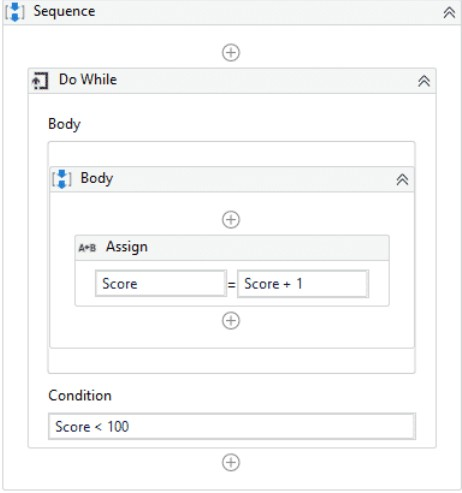 Sequence
Do While
Body
Body
A+B Assign
Score = Score + 1
Condition
Score < 100